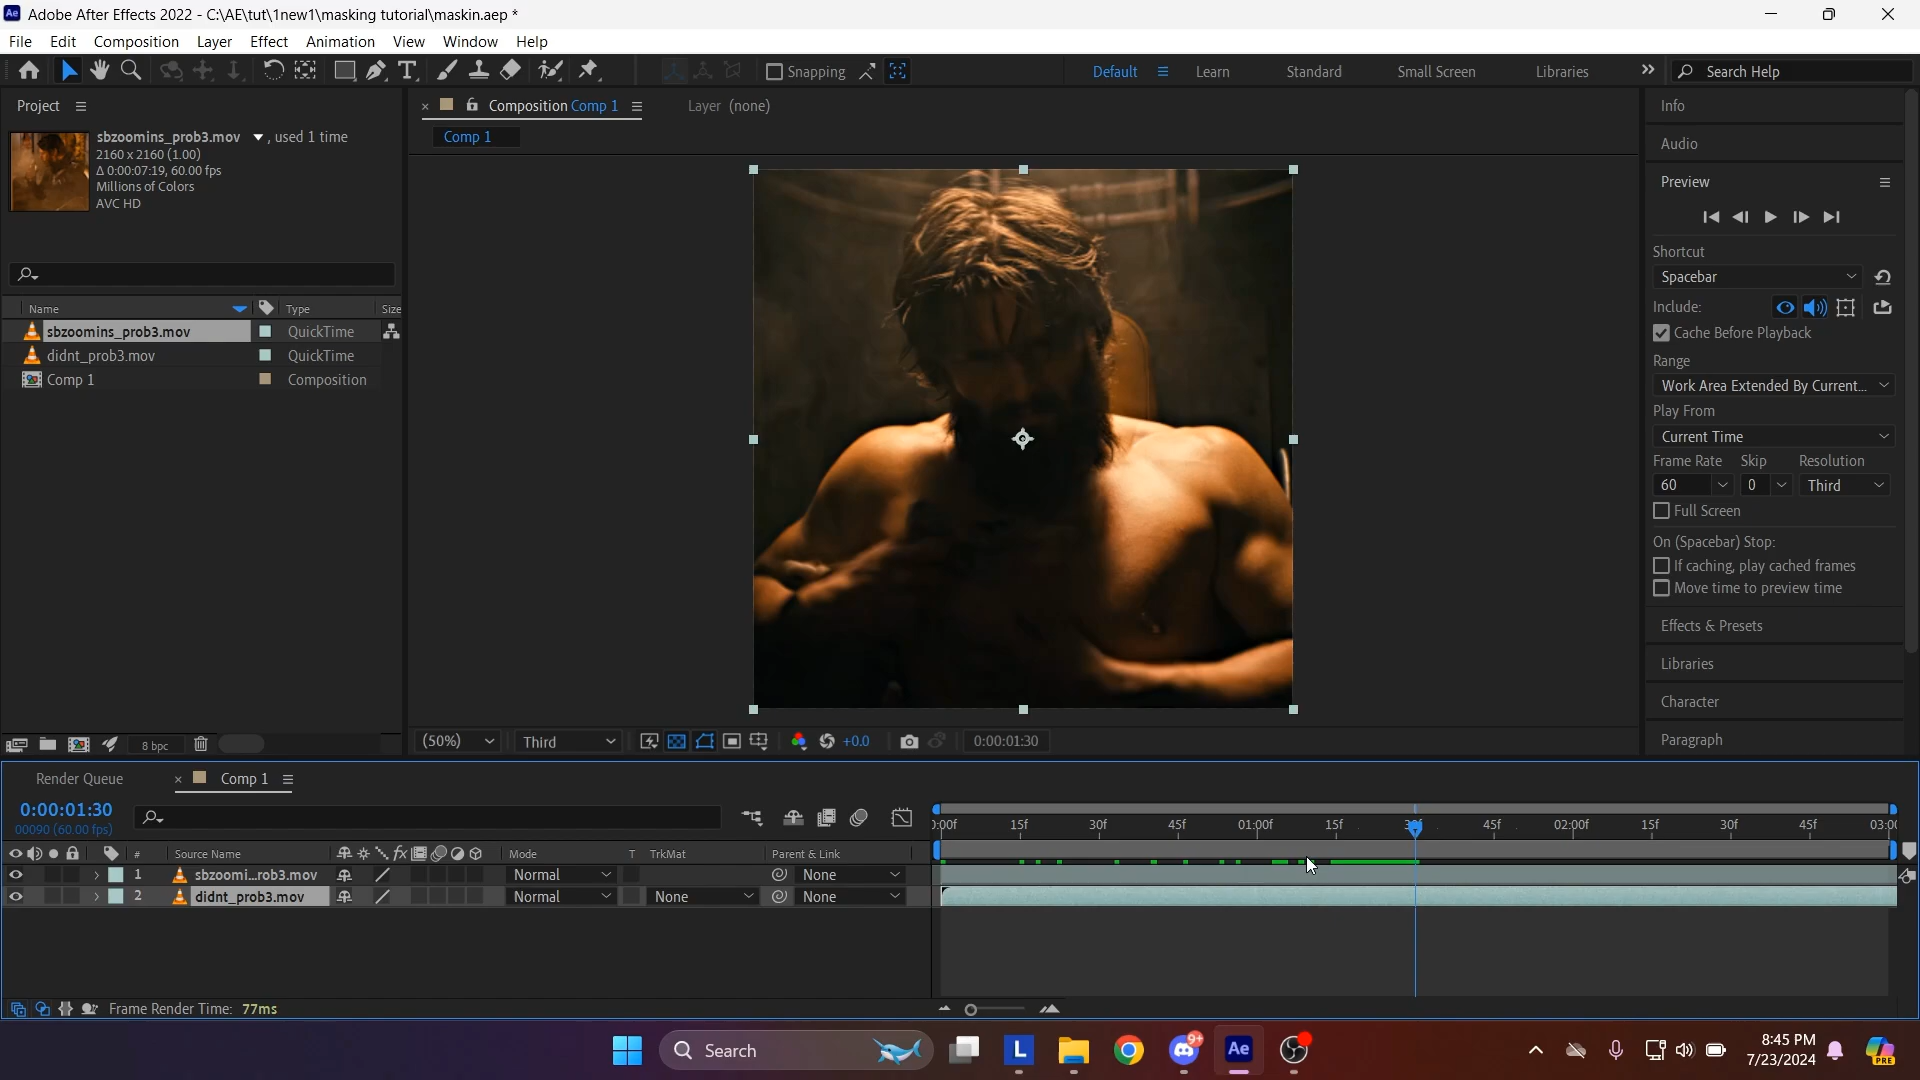 Adobe After Effects 2022 - C:\AE\tut\1new1\masking tutorial\maskin.aep *
File Edit Composition Layer Effect Animation View Window Help
Snapping Default Learn Standard Small Screen Libraries Search Help
Project
sbzoomins_prob3.mov , used 1 time
2160 x 2160 (1.00)
Δ 0:00:07:19, 60.00 fps
Millions of Colors
AVC HD
Name Type Size
sbzoomins_prob3.mov QuickTime
didnt_prob3.mov QuickTime
Comp 1 Composition
8 bpc
Composition Comp 1 Layer (none)
Comp 1
(50%) Third +0.0 0:00:01:30
Info
Audio
Preview
Shortcut
Spacebar
Include:
Cache Before Playback
Range
Work Area Extended By Current...
Play From
Current Time
Frame Rate Skip Resolution
60 0 Third
Full Screen
On (Spacebar) Stop:
If caching, play cached frames
Move time to preview time
Effects & Presets
Libraries
Character
Paragraph
Render Queue Comp 1
0:00:01:30
00090 (60.00 fps)
):00f 15f 30f 45f 01:00f 15f 30f 45f 02:00f 15f 30f 45f 03:00
# Source Name Mode T TrkMat Parent & Link
1 sbzoomi...rob3.mov Normal None
2 didnt_prob3.mov Normal None None
Frame Render Time: 77ms
Search
L 9+ Ae
8:45 PM
7/23/2024
PRE